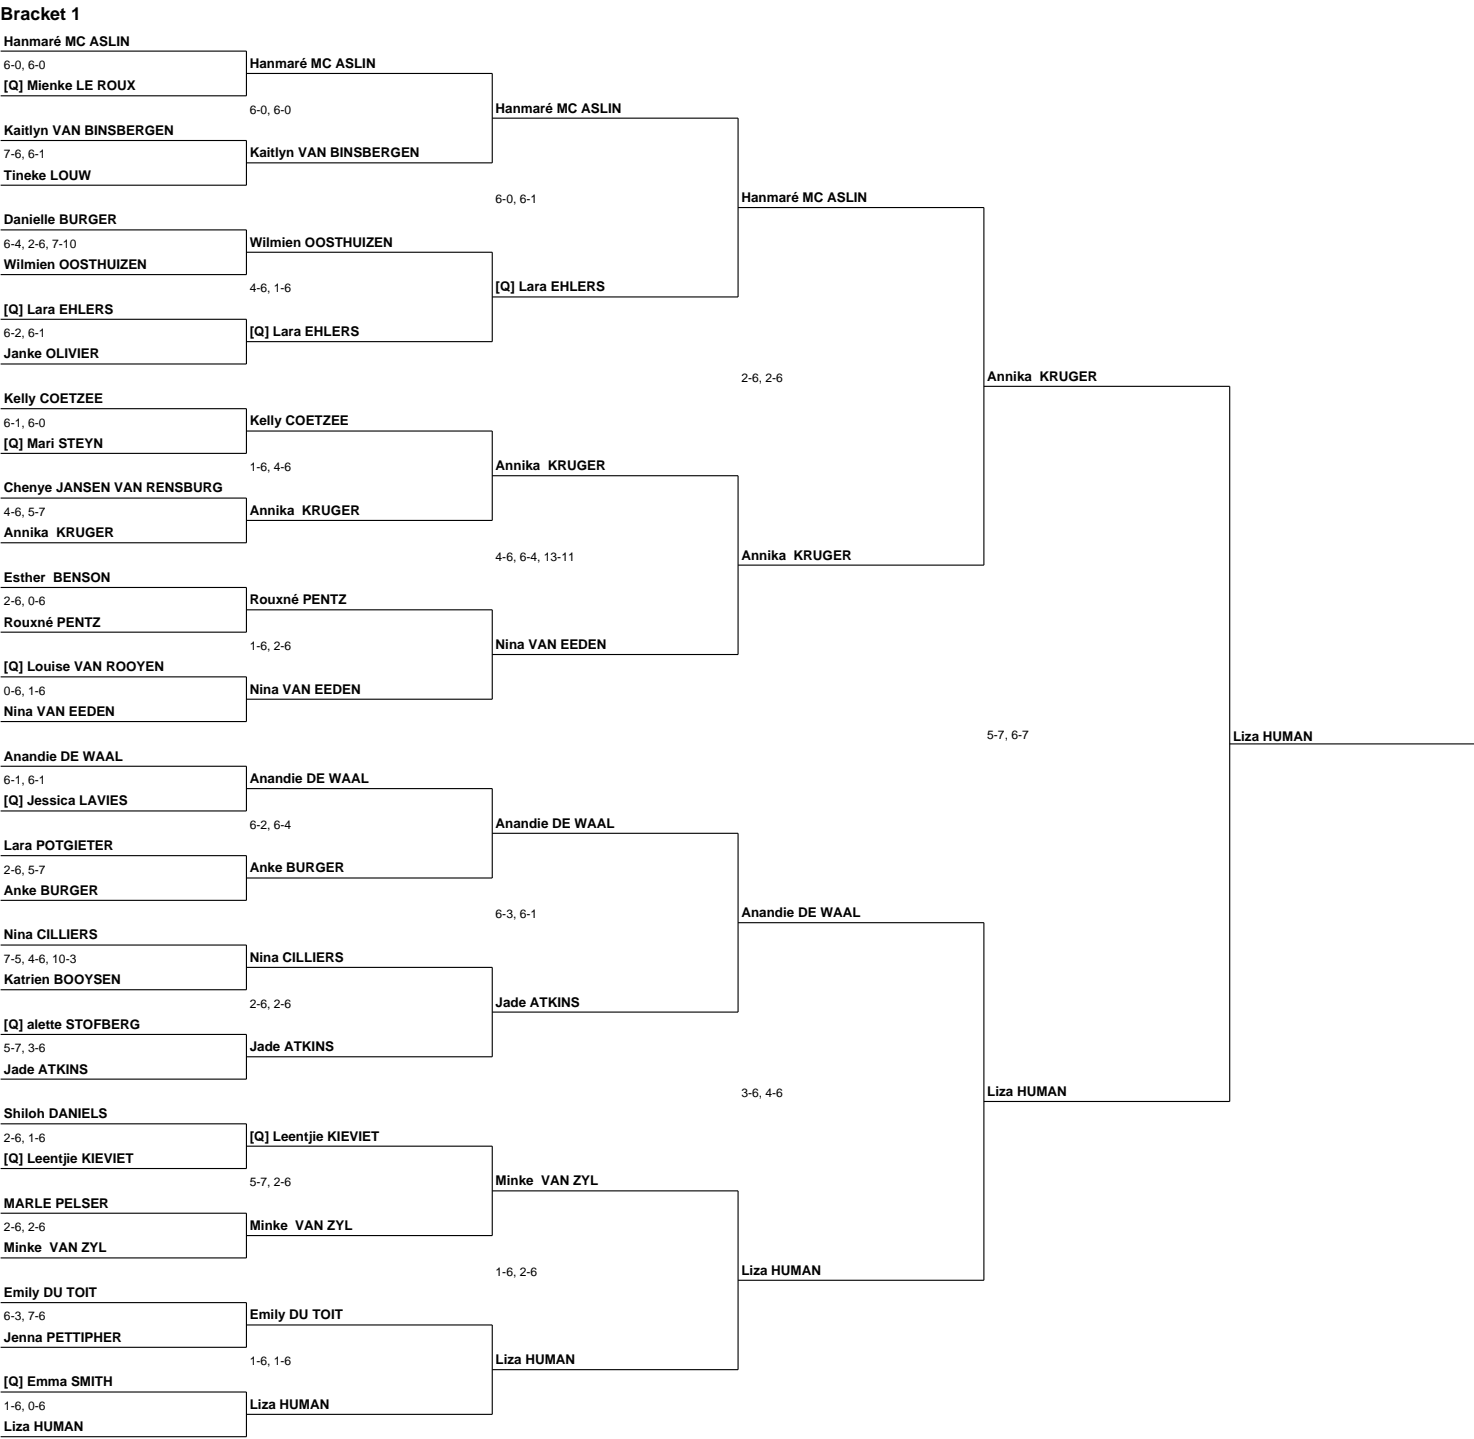 Bracket 1
Hanmaré MC ASLIN
6-0, 6-0
Hanmaré MC ASLIN
[Q] Mienke LE ROUX
6-0, 6-0
Hanmaré MC ASLIN
Kaitlyn VAN BINSBERGEN
7-6, 6-1
Kaitlyn VAN BINSBERGEN
Tineke LOUW
6-0, 6-1
Hanmaré MC ASLIN
Danielle BURGER
6-4, 2-6, 7-10
Wilmien OOSTHUIZEN
Wilmien OOSTHUIZEN
4-6, 1-6
[Q] Lara EHLERS
[Q] Lara EHLERS
6-2, 6-1
[Q] Lara EHLERS
Janke OLIVIER
2-6, 2-6
Annika  KRUGER
Kelly COETZEE
6-1, 6-0
Kelly COETZEE
[Q] Mari STEYN
1-6, 4-6
Annika  KRUGER
Chenye JANSEN VAN RENSBURG
4-6, 5-7
Annika  KRUGER
Annika  KRUGER
4-6, 6-4, 13-11
Annika  KRUGER
Esther  BENSON
2-6, 0-6
Rouxné PENTZ
Rouxné PENTZ
1-6, 2-6
Nina VAN EEDEN
[Q] Louise VAN ROOYEN
0-6, 1-6
Nina VAN EEDEN
Nina VAN EEDEN
5-7, 6-7
Liza HUMAN
Anandie DE WAAL
6-1, 6-1
Anandie DE WAAL
[Q] Jessica LAVIES
6-2, 6-4
Anandie DE WAAL
Lara POTGIETER
2-6, 5-7
Anke BURGER
Anke BURGER
6-3, 6-1
Anandie DE WAAL
Nina CILLIERS
7-5, 4-6, 10-3
Nina CILLIERS
Katrien BOOYSEN
2-6, 2-6
Jade ATKINS
[Q] alette STOFBERG
5-7, 3-6
Jade ATKINS
Jade ATKINS
3-6, 4-6
Liza HUMAN
Shiloh DANIELS
2-6, 1-6
[Q] Leentjie KIEVIET
[Q] Leentjie KIEVIET
5-7, 2-6
Minke  VAN ZYL
MARLE PELSER
2-6, 2-6
Minke  VAN ZYL
Minke  VAN ZYL
1-6, 2-6
Liza HUMAN
Emily DU TOIT
6-3, 7-6
Emily DU TOIT
Jenna PETTIPHER
1-6, 1-6
Liza HUMAN
[Q] Emma SMITH
1-6, 0-6
Liza HUMAN
Liza HUMAN